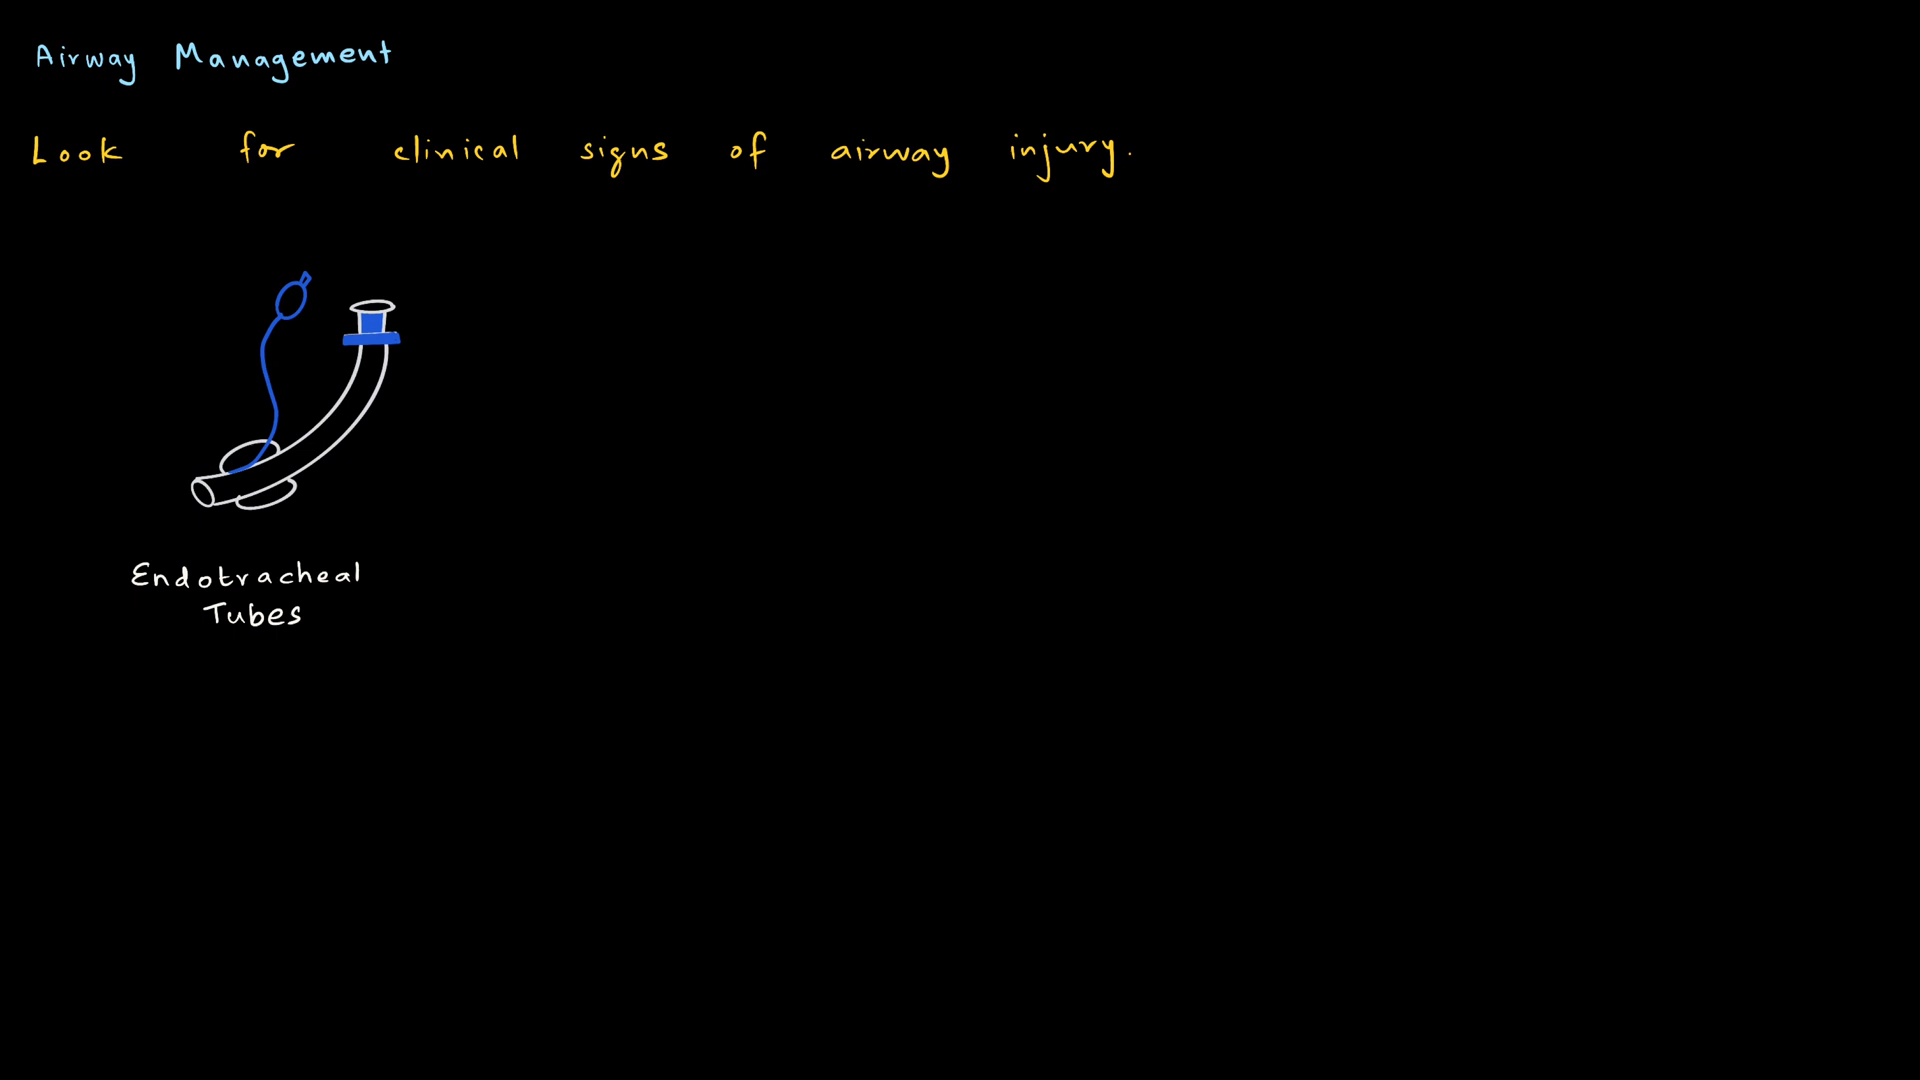 Airway Management
Look for clinical signs of airway injury.
Endotracheal
Tubes